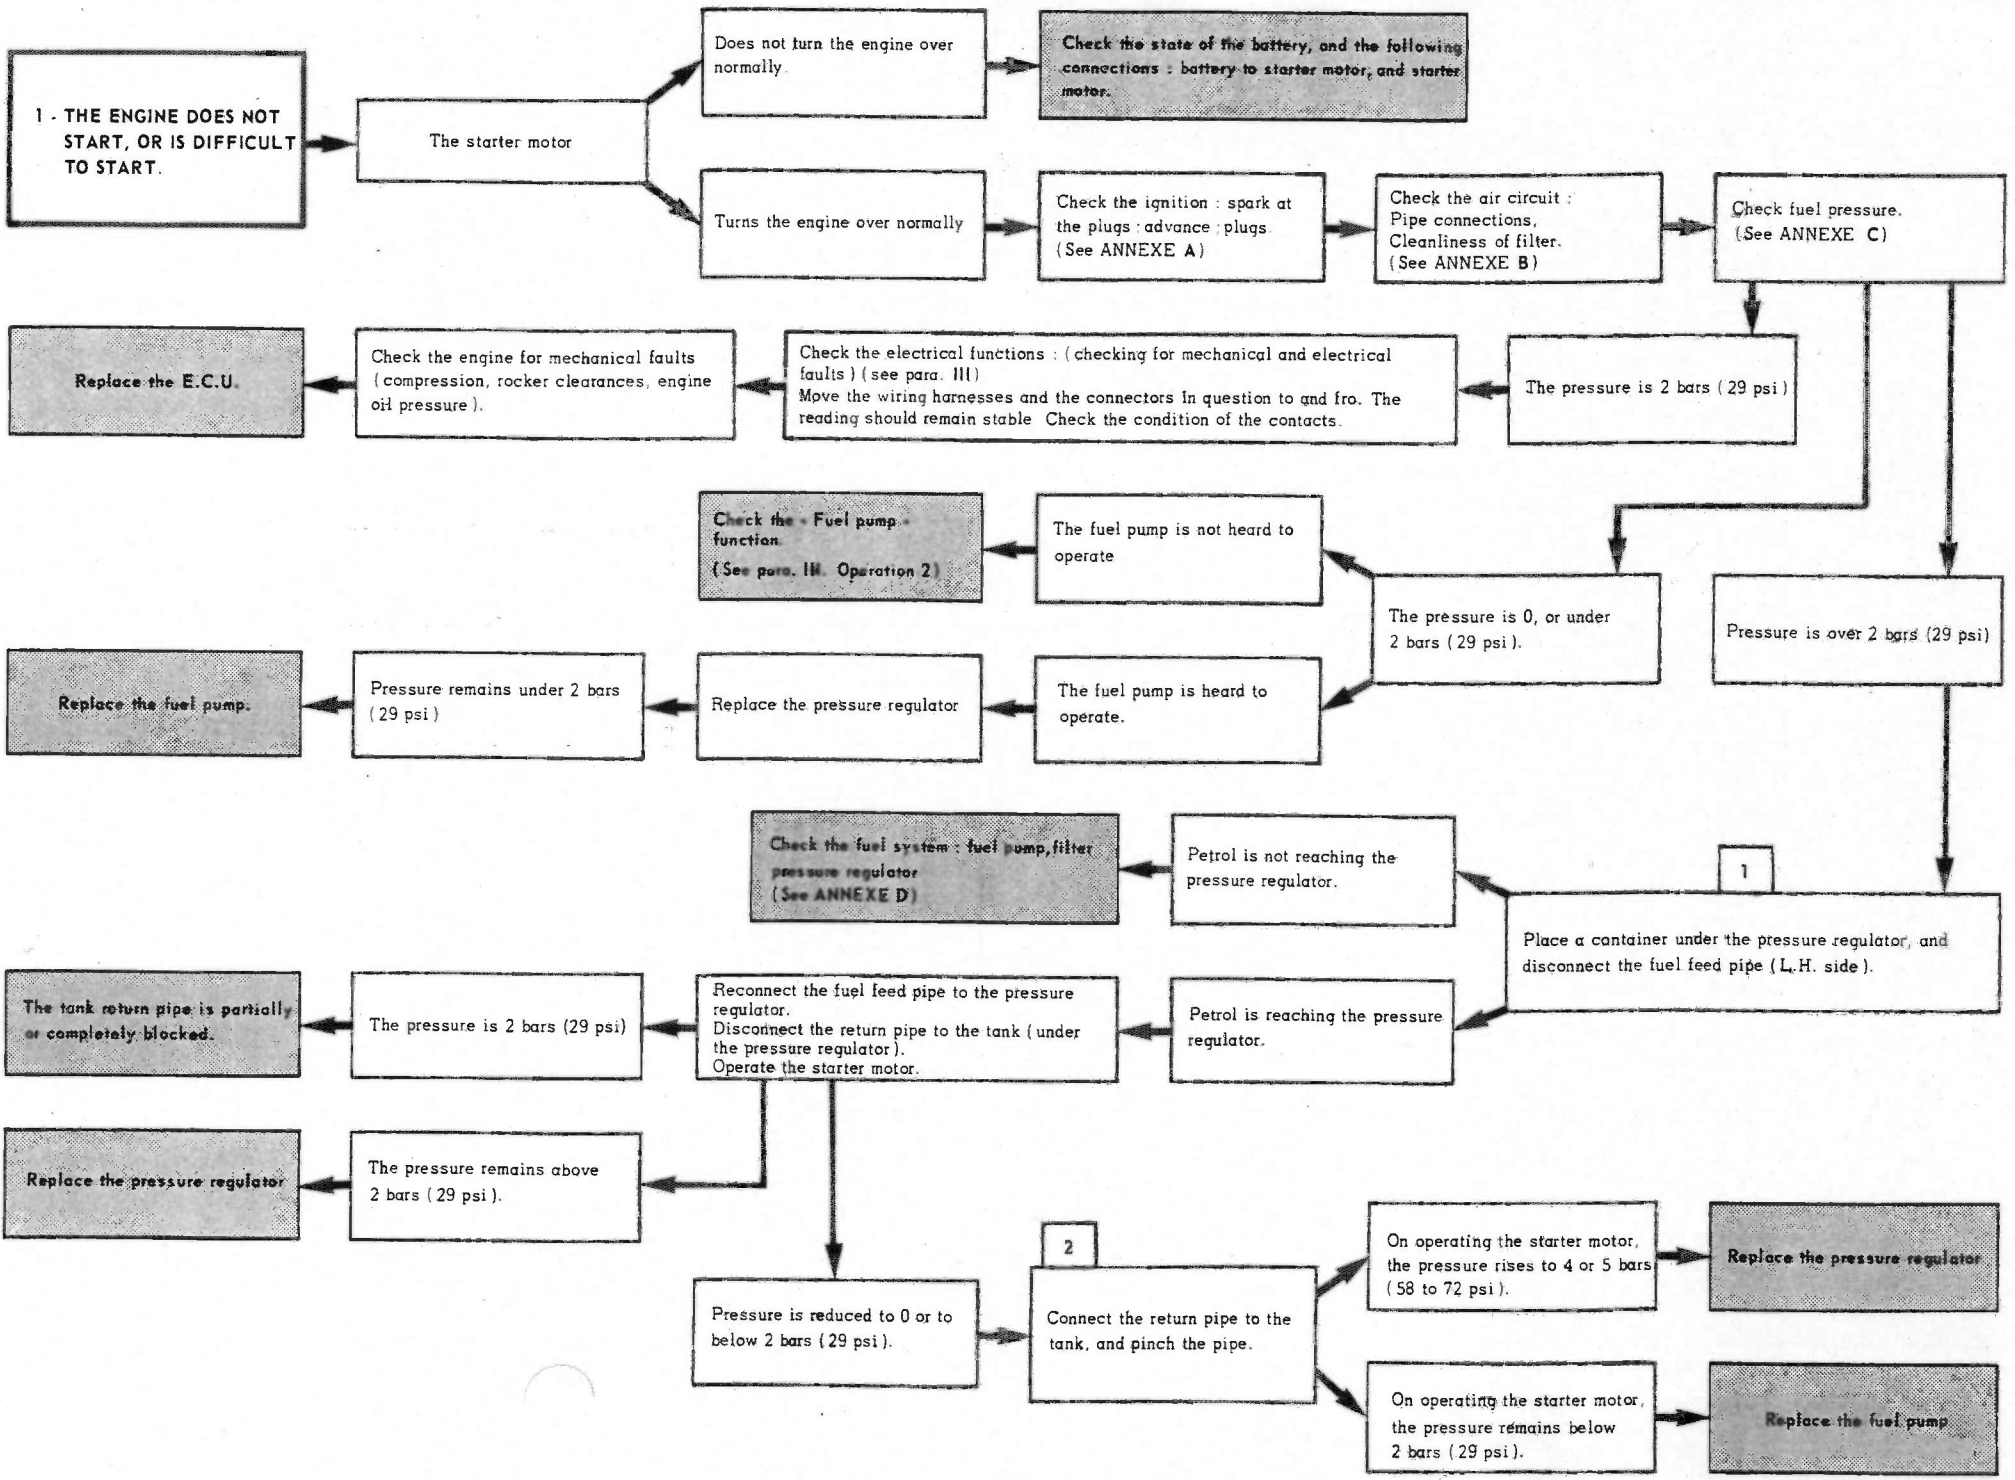 1 - THE ENGINE DOES NOT
START, OR IS DIFFICULT
TO START.
The starter motor
Does not turn the engine over
normally.
Check the state of the battery, and the following
connections : battery to starter motor, and starter
motor.
Turns the engine over normally
Check the ignition : spark at
the plugs ; advance ; plugs.
(See ANNEXE A)
Check the air circuit :
Pipe connections,
Cleanliness of filter.
(See ANNEXE B)
Check fuel pressure.
(See ANNEXE C)
Replace the E.C.U.
Check the engine for mechanical faults
(compression, rocker clearances, engine
oil pressure).
Check the electrical functions : (checking for mechanical and electrical
faults) (see para. III)
Move the wiring harnesses and the connectors In question to and fro. The
reading should remain stable Check the condition of the contacts.
The pressure is 2 bars (29 psi)
Check the - Fuel pump -
function
(See para. III. Operation 2)
The fuel pump is not heard to
operate
The pressure is 0, or under
2 bars (29 psi).
Pressure is over 2 bars (29 psi)
Replace the fuel pump.
Pressure remains under 2 bars
(29 psi)
Replace the pressure regulator
The fuel pump is heard to
operate.
Check the fuel system : fuel pump, filter
pressure regulator
(See ANNEXE D)
Petrol is not reaching the
pressure regulator.
1
Place a container under the pressure regulator, and
disconnect the fuel feed pipe (L.H. side).
The tank return pipe is partially
or completely blocked.
The pressure is 2 bars (29 psi)
Reconnect the fuel feed pipe to the pressure
regulator.
Disconnect the return pipe to the tank (under
the pressure regulator).
Operate the starter motor.
Petrol is reaching the pressure
regulator.
Replace the pressure regulator
The pressure remains above
2 bars (29 psi).
Pressure is reduced to 0 or to
below 2 bars (29 psi).
2
Connect the return pipe to the
tank, and pinch the pipe.
On operating the starter motor,
the pressure rises to 4 or 5 bars
(58 to 72 psi).
Replace the pressure regulator
On operating the starter motor,
the pressure remains below
2 bars (29 psi).
Replace the fuel pump